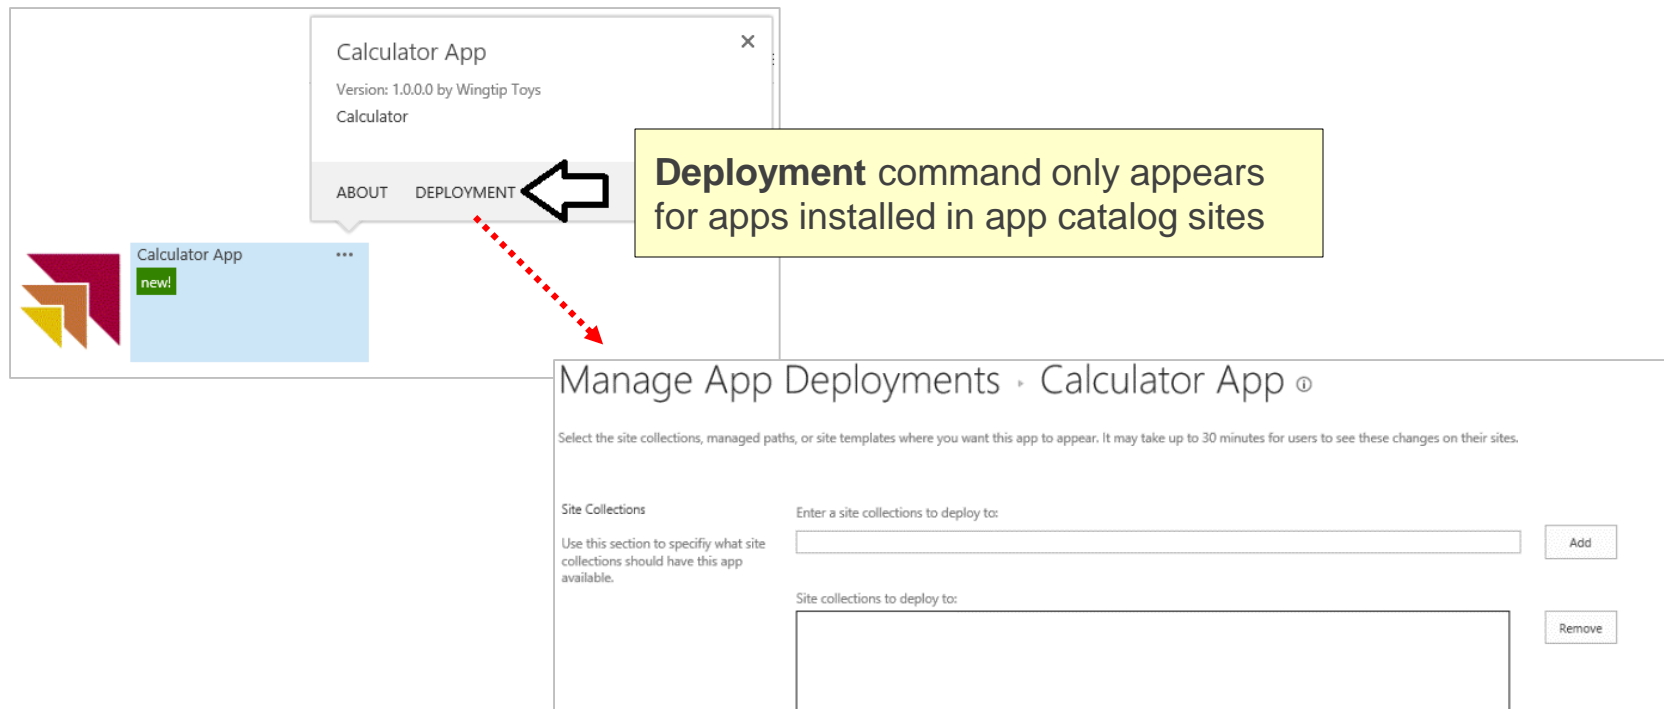 Calculator App
Version: 1.0.0.0 by Wingtip Toys
Calculator
ABOUT DEPLOYMENT
Deployment command only appears
for apps installed in app catalog sites
Calculator App
new!
Manage App Deployments Calculator App
Select the site collections, managed paths, or site templates where you want this app to appear. It may take up to 30 minutes for users to see these changes on their sites.
Site Collections
Use this section to specifiy what site
collections should have this app
available.
Enter a site collections to deploy to:
Add
Site collections to deploy to:
Remove